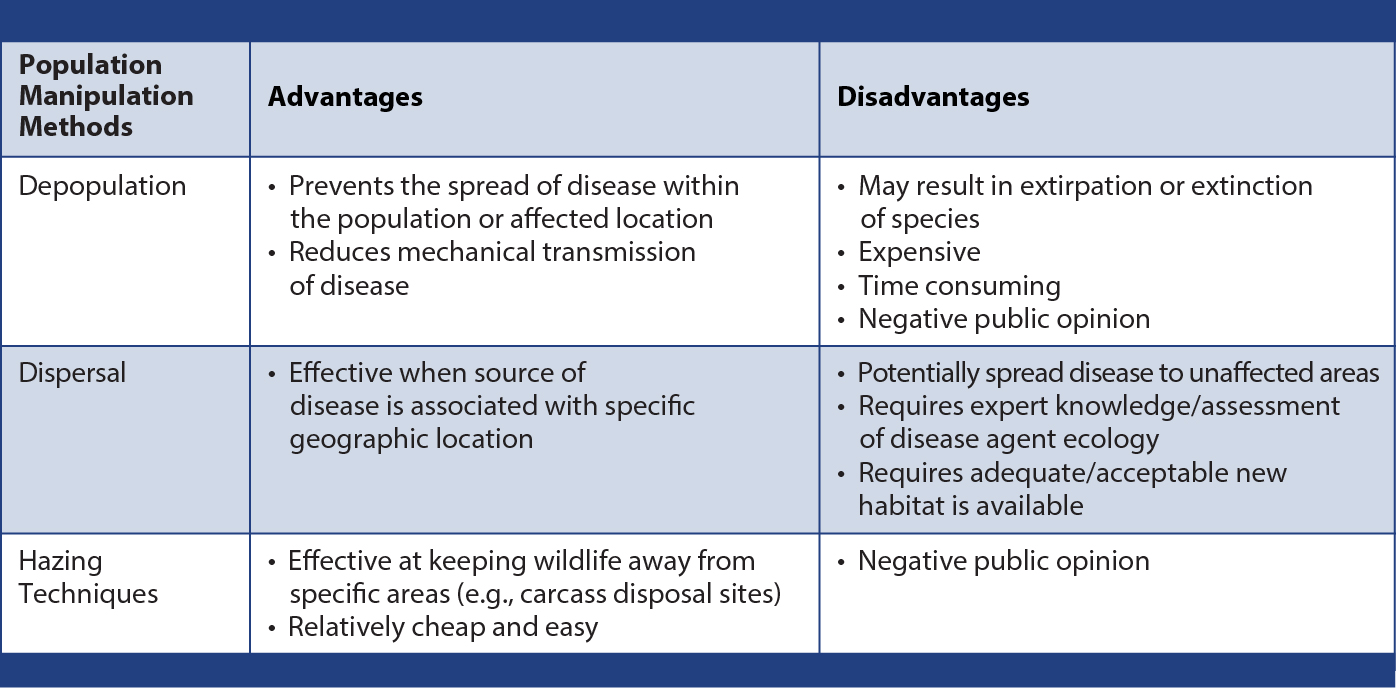 Population
Manipulation
Methods
Advantages
Disadvantages
Depopulation
• Prevents the spread of disease within
the population or affected location
• Reduces mechanical transmission
of disease
• May result in extirpation or extinction
of species
• Expensive
• Time consuming
• Negative public opinion
Dispersal
• Effective when source of
disease is associated with specific
geographic location
• Potentially spread disease to unaffected areas
• Requires expert knowledge/assessment
of disease agent ecology
• Requires adequate/acceptable new
habitat is available
Hazing
Techniques
• Effective at keeping wildlife away from
specific areas (e.g., carcass disposal sites)
• Relatively cheap and easy
• Negative public opinion